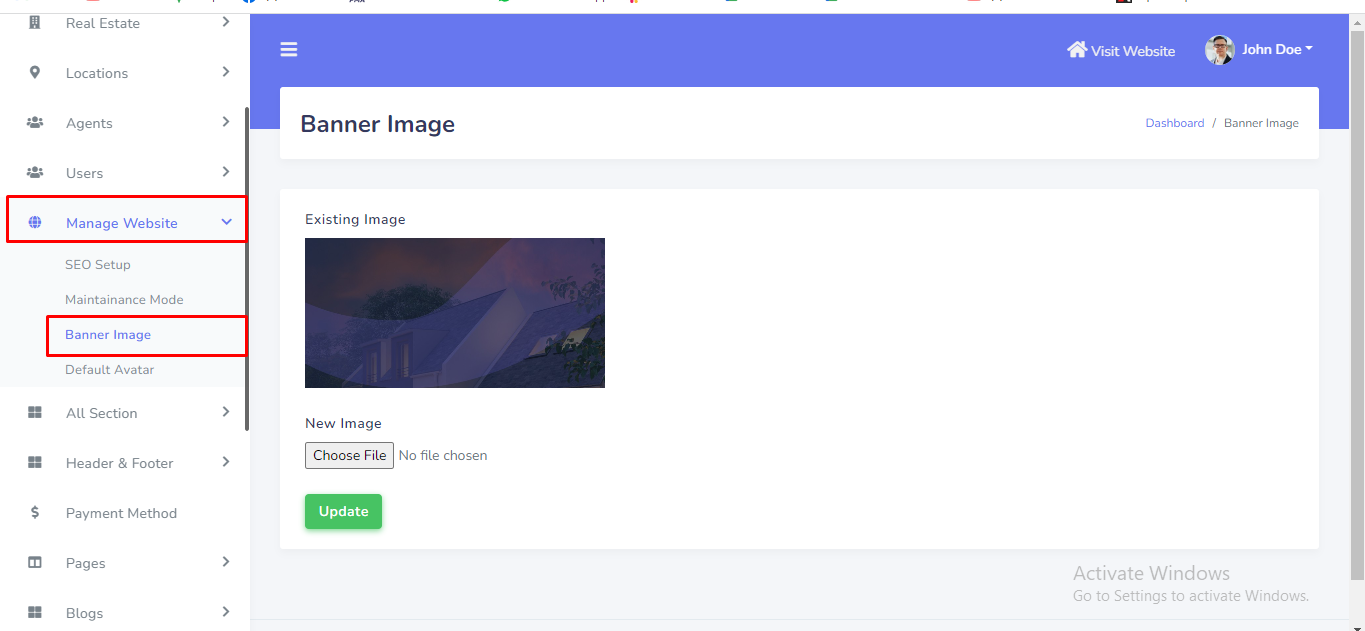 Real Estate
Locations
Agents
Users
Manage Website
SEO Setup
Maintainance Mode
Banner Image
Default Avatar
All Section
Header & Footer
Payment Method
Pages
Blogs
Visit Website
John Doe
Banner Image
Dashboard / Banner Image
Existing Image
New Image
Choose File No file chosen
Update
Activate Windows
Go to Settings to activate Windows.